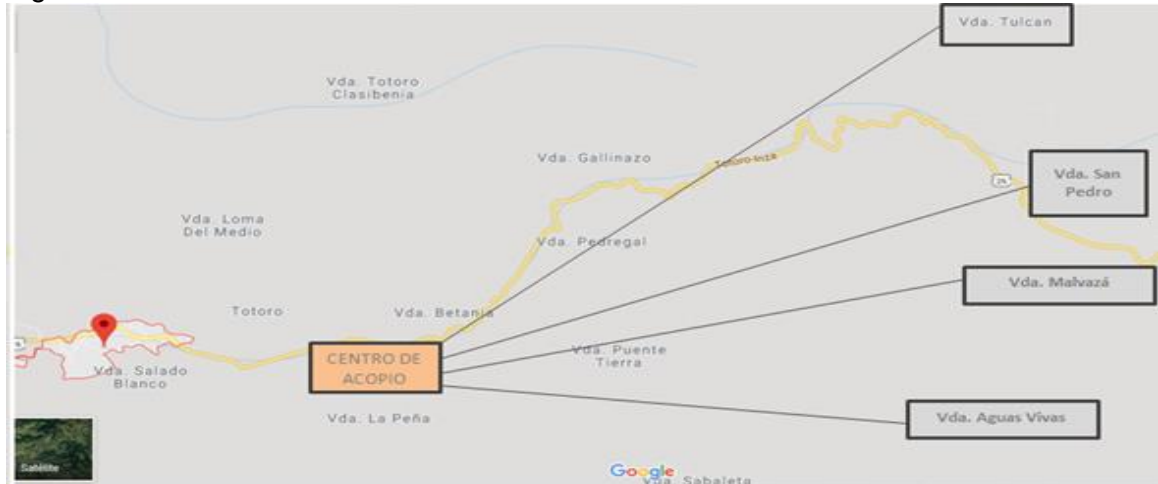 Vda. Tulcan
Vda. Totoro
Clasibenia
Vda. Gallinazo
Totoro-Inza
Vda. San
Pedro
Vda. Loma
Del Medio
Vda. Pedregal
Vda. Malvazá
Totoro
Vda. Betania
CENTRO DE
ACOPIO
Vda. Puente
Tierra
Vda. Salado
Blanco
Vda. La Peña
Vda. Aguas Vivas
Satélite
Google
Vda. Sabaleta